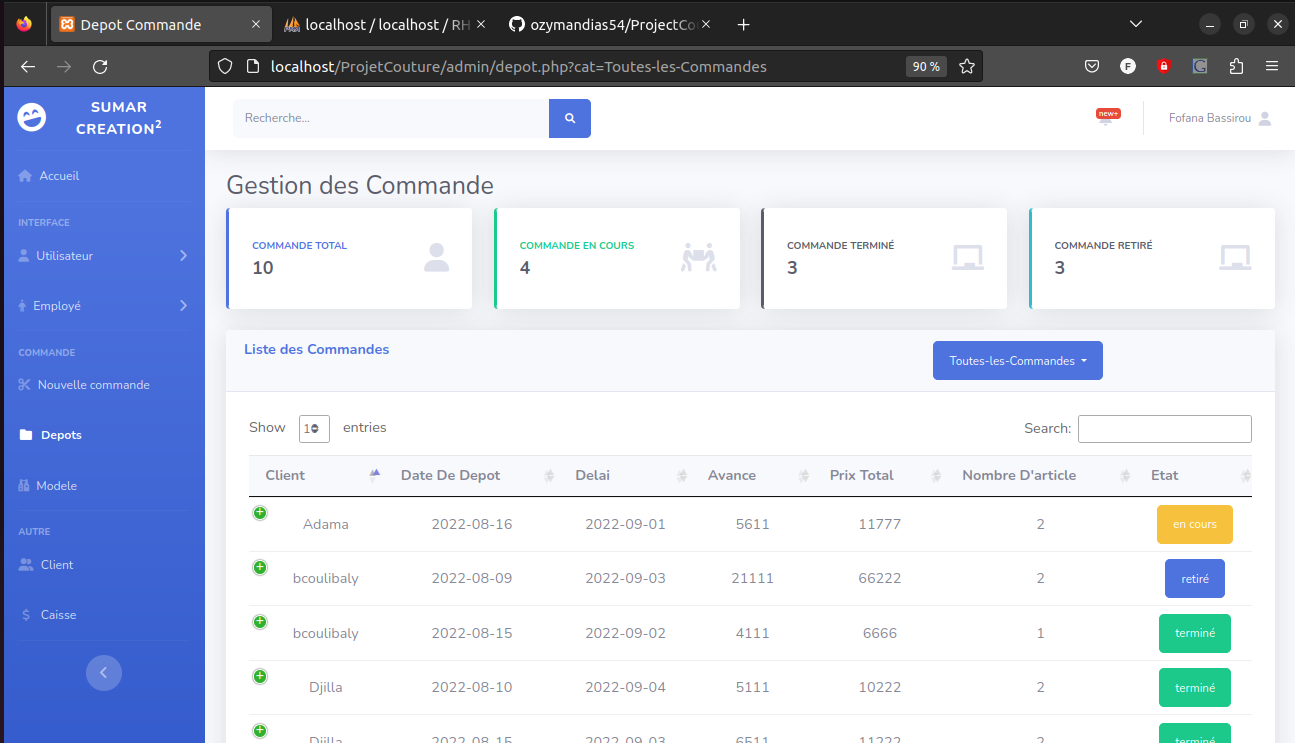 Depot Commande
localhost / localhost / RH
ozymandias54/ProjectCou
localhost/ProjetCouture/admin/depot.php?cat=Toutes-les-Commandes
90 %
SUMAR
CREATION2
Recherche...
new+
Fofana Bassirou
Accueil
INTERFACE
Utilisateur
Employé
COMMANDE
Nouvelle commande
Depots
Modele
AUTRE
Client
Caisse
Gestion des Commande
COMMANDE TOTAL
10
COMMANDE EN COURS
4
COMMANDE TERMINÉ
3
COMMANDE RETIRÉ
3
Liste des Commandes
Toutes-les-Commandes
Show entries
Search:
Client Date De Depot Delai Avance Prix Total Nombre D'article Etat
Adama 2022-08-16 2022-09-01 5611 11777 2 en cours
bcoulibaly 2022-08-09 2022-09-03 21111 66222 2 retiré
bcoulibaly 2022-08-15 2022-09-02 4111 6666 1 terminé
Djilla 2022-08-10 2022-09-04 5111 10222 2 terminé
Djilla 2022-08-15 2022-09-03 6511 11222 2 terminé